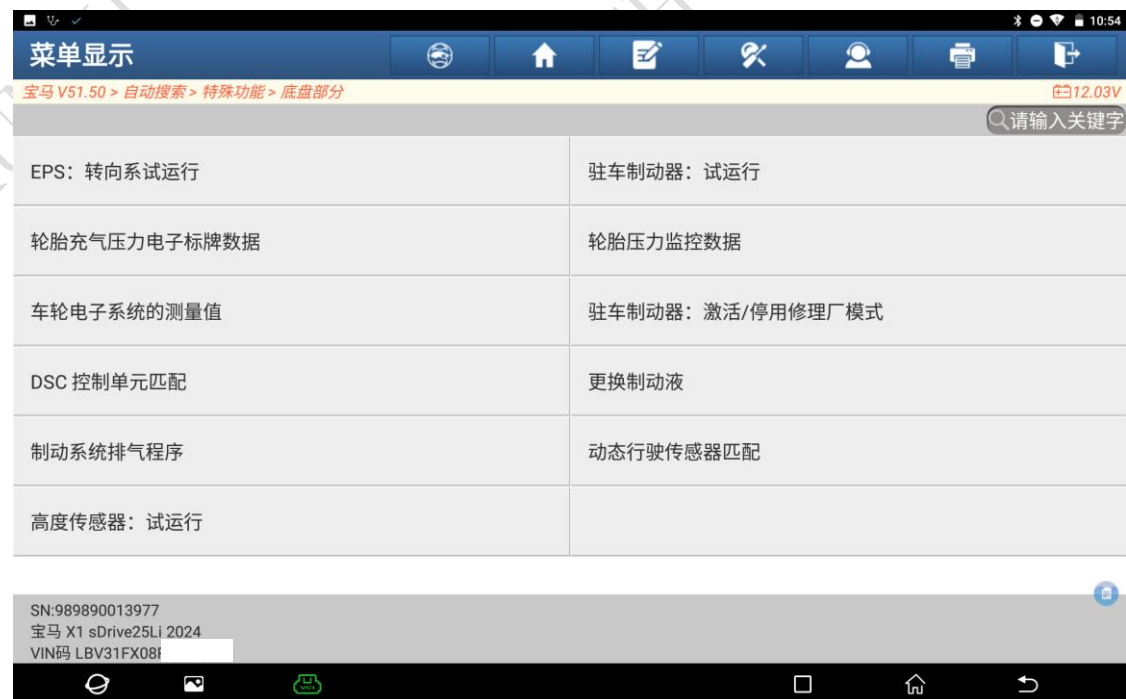 10:54
菜单显示
宝马 V51.50 > 自动搜索 > 特殊功能 > 底盘部分
12.03V
请输入关键字
EPS：转向系试运行
驻车制动器：试运行
轮胎充气压力电子标牌数据
轮胎压力监控数据
车轮电子系统的测量值
驻车制动器：激活/停用修理厂模式
DSC 控制单元匹配
更换制动液
制动系统排气程序
动态行驶传感器匹配
高度传感器：试运行
SN:989890013977
宝马 X1 sDrive25Li 2024
VIN码 LBV31FX08
VCI